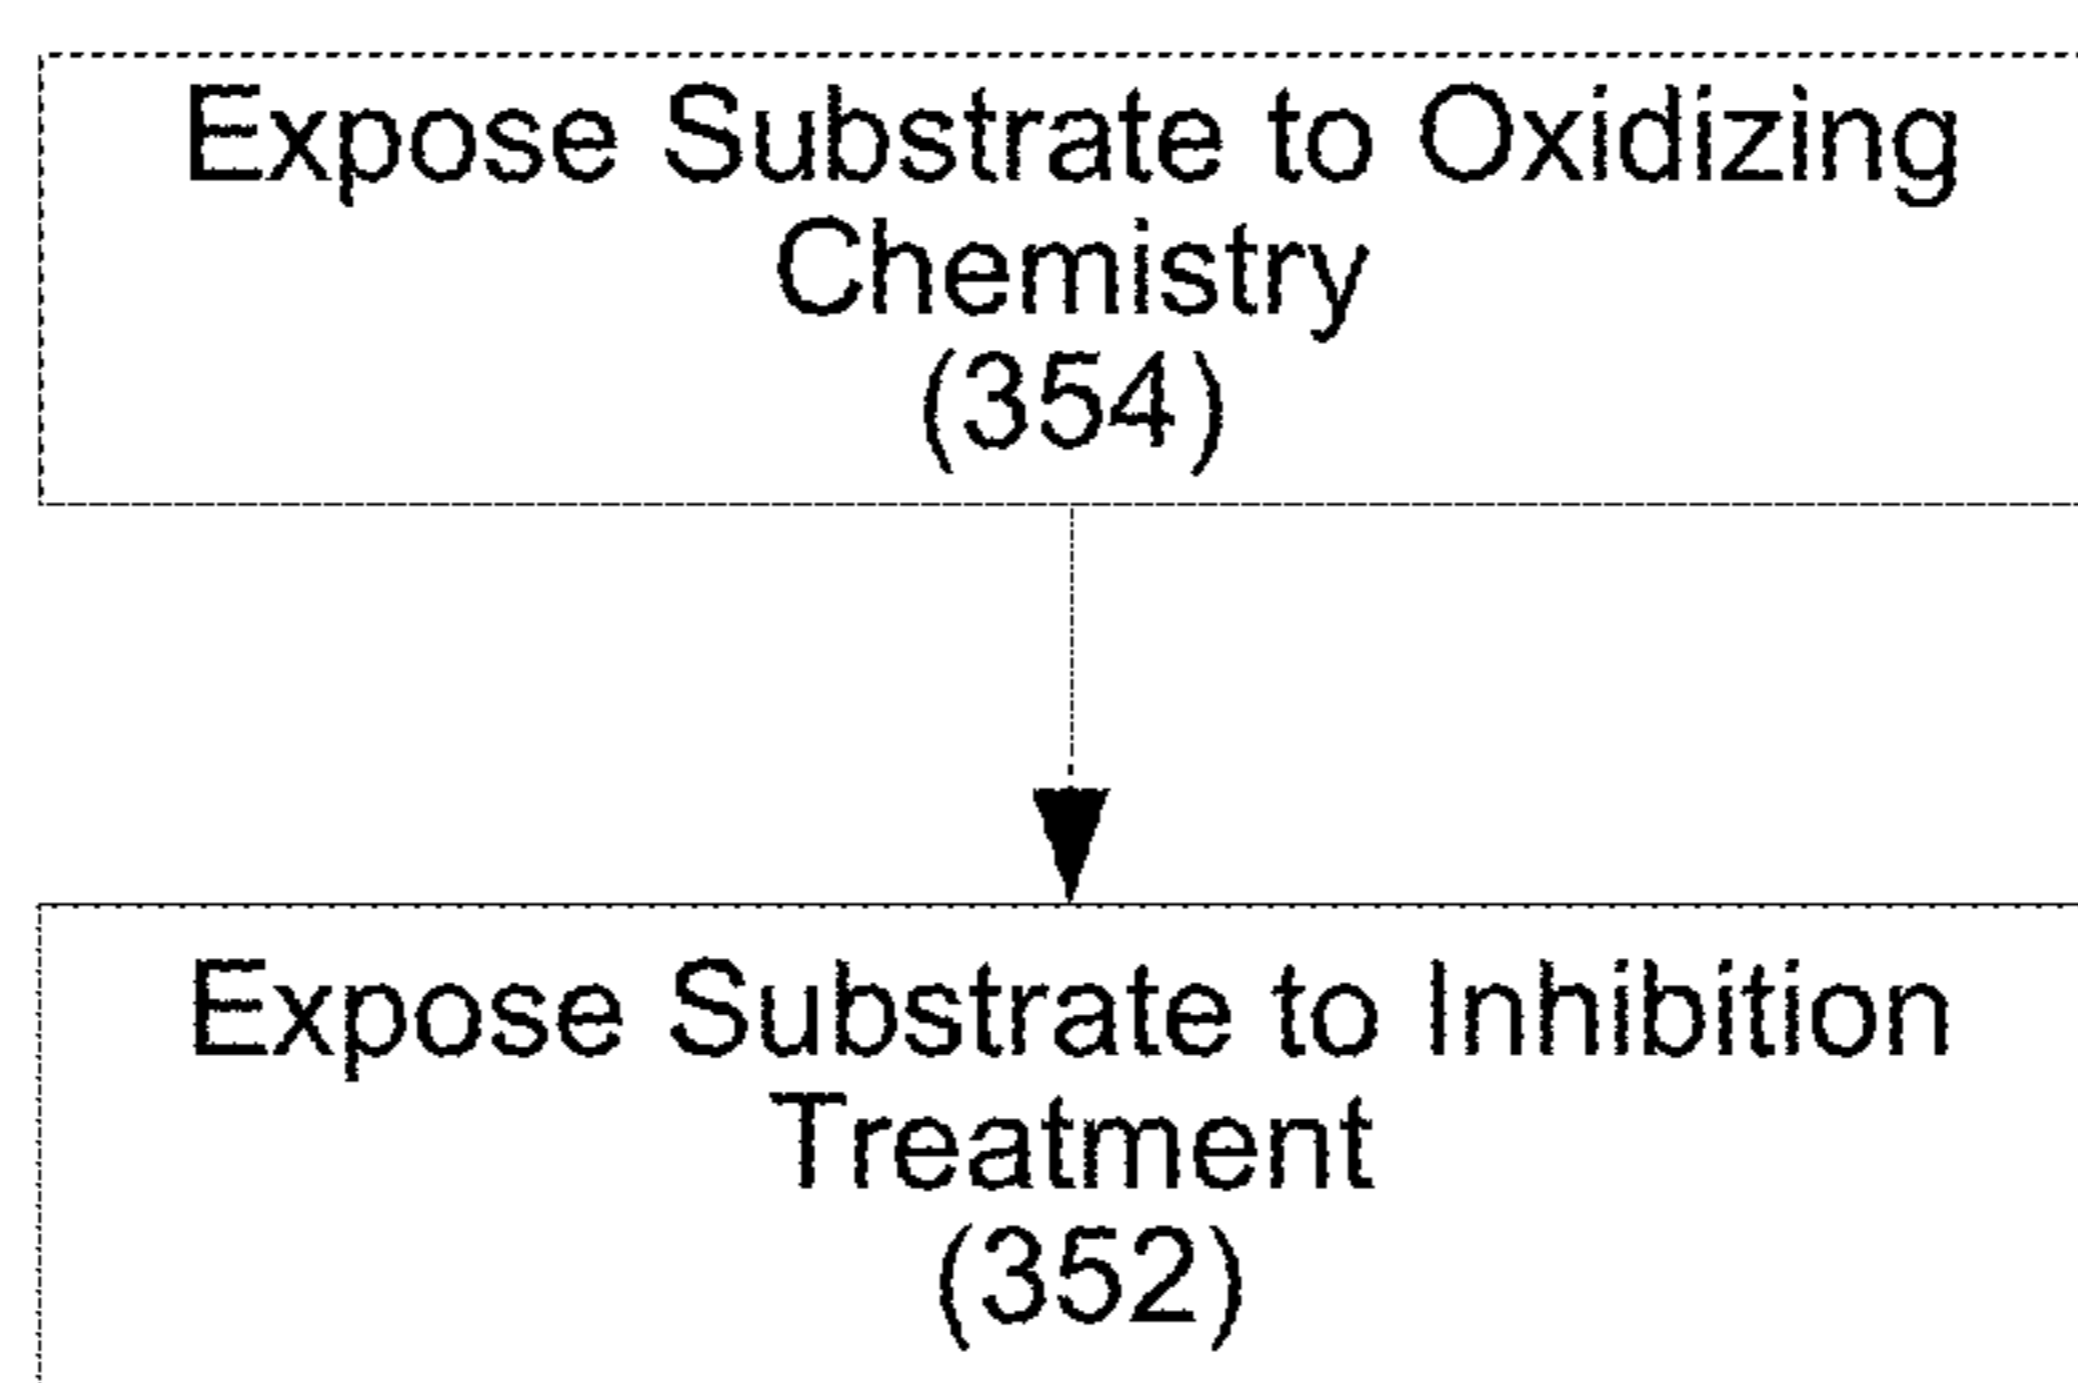 Expose Substrate to Oxidizing
Chemistry
(354)
Expose Substrate to Inhibition
Treatment
(352)